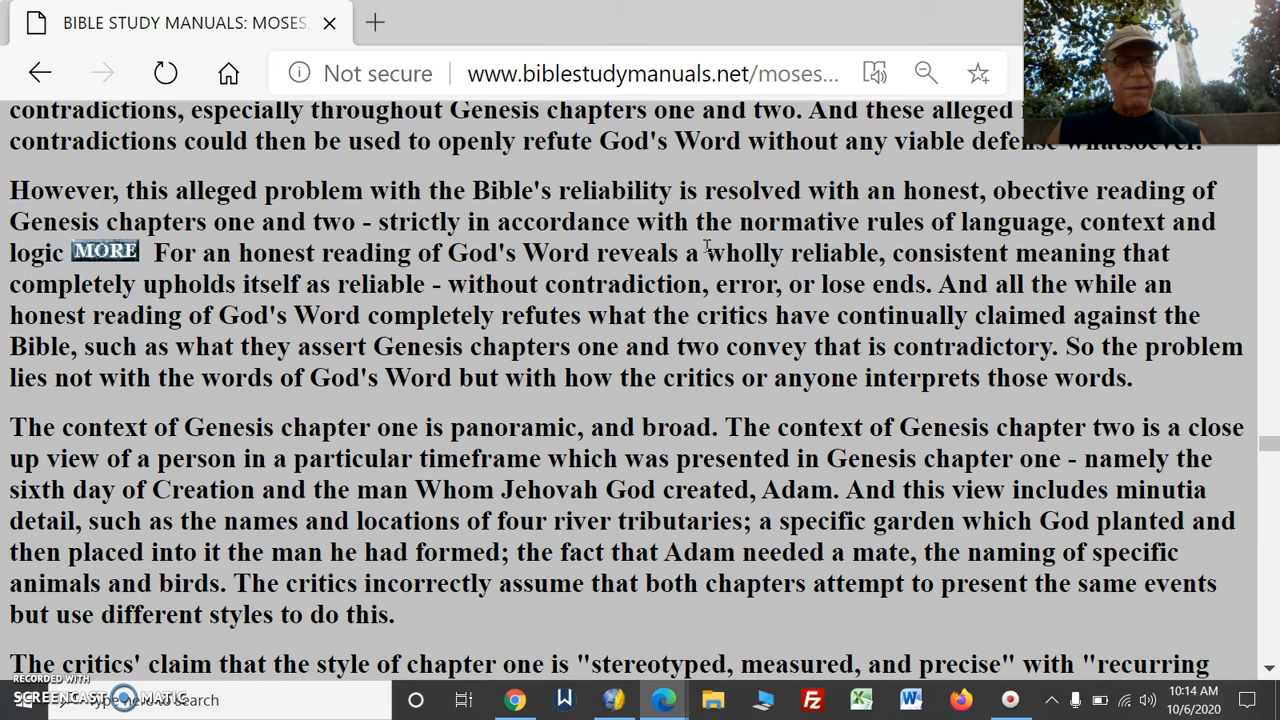 BIBLE STUDY MANUALS: MOSES,
Not secure
www.biblestudymanuals.net/moses...
contradictions, especially throughout Genesis chapters one and two. And these alleged
contradictions could then be used to openly refute God's Word without any viable defense whatsoever.
However, this alleged problem with the Bible's reliability is resolved with an honest, obective reading of
Genesis chapters one and two - strictly in accordance with the normative rules of language, context and
logic MORE For an honest reading of God's Word reveals a wholly reliable, consistent meaning that
completely upholds itself as reliable - without contradiction, error, or lose ends. And all the while an
honest reading of God's Word completely refutes what the critics have continually claimed against the
Bible, such as what they assert Genesis chapters one and two convey that is contradictory. So the problem
lies not with the words of God's Word but with how the critics or anyone interprets those words.
The context of Genesis chapter one is panoramic, and broad. The context of Genesis chapter two is a close
up view of a person in a particular timeframe which was presented in Genesis chapter one - namely the
sixth day of Creation and the man Whom Jehovah God created, Adam. And this view includes minutia
detail, such as the names and locations of four river tributaries; a specific garden which God planted and
then placed into it the man he had formed; the fact that Adam needed a mate, the naming of specific
animals and birds. The critics incorrectly assume that both chapters attempt to present the same events
but use different styles to do this.
The critics' claim that the style of chapter one is "stereotyped, measured, and precise" with "recurring
RECORDED WITH
SCREENCAST-O-MATIC
here to search
10:14 AM
10/6/2020